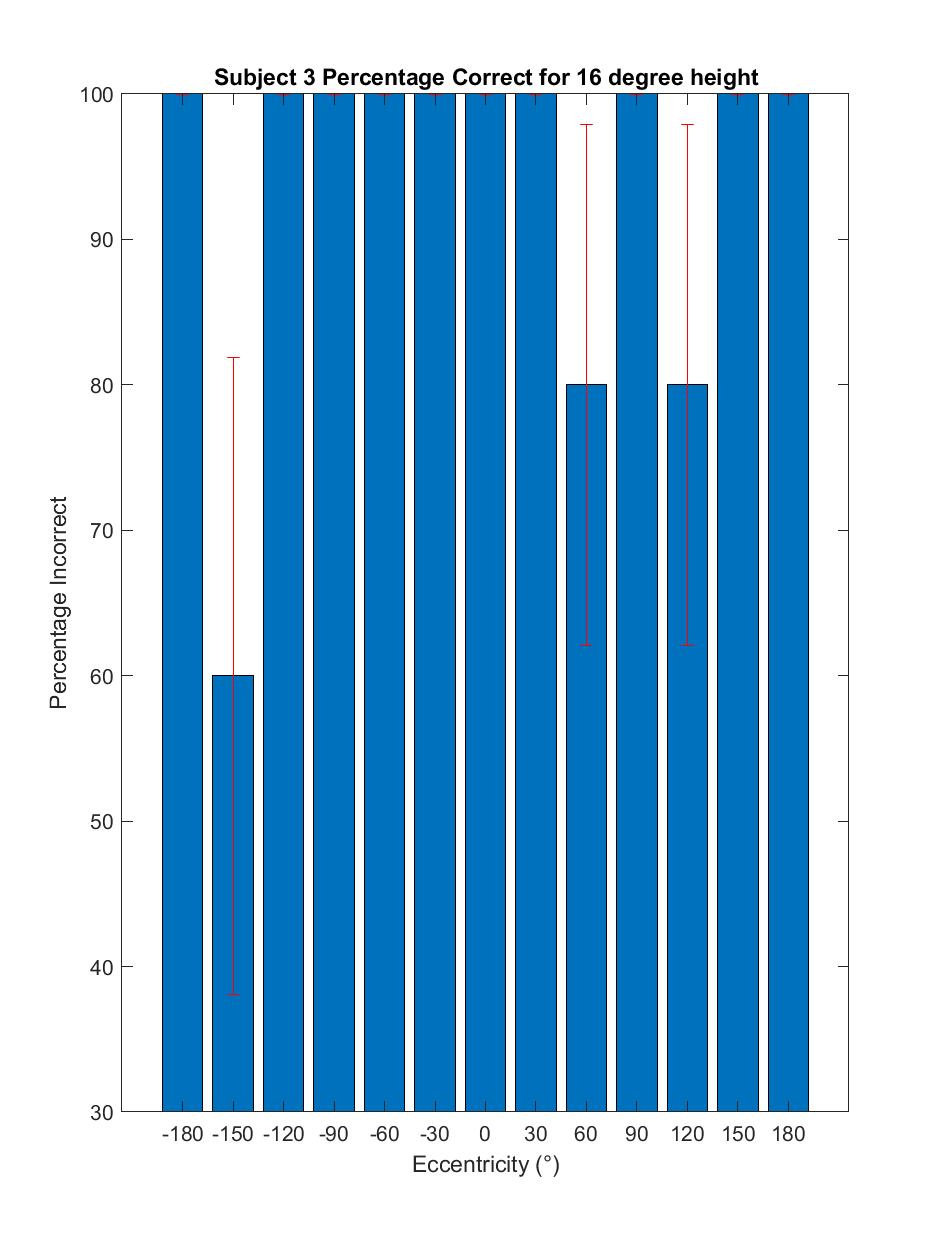 Subject 3 Percentage Correct for 16 degree height
100
90
80
70
60
50
40
30
Percentage Incorrect
-180 -150 -120 -90 -60 -30 0 30 60 90 120 150 180
Eccentricity (°)